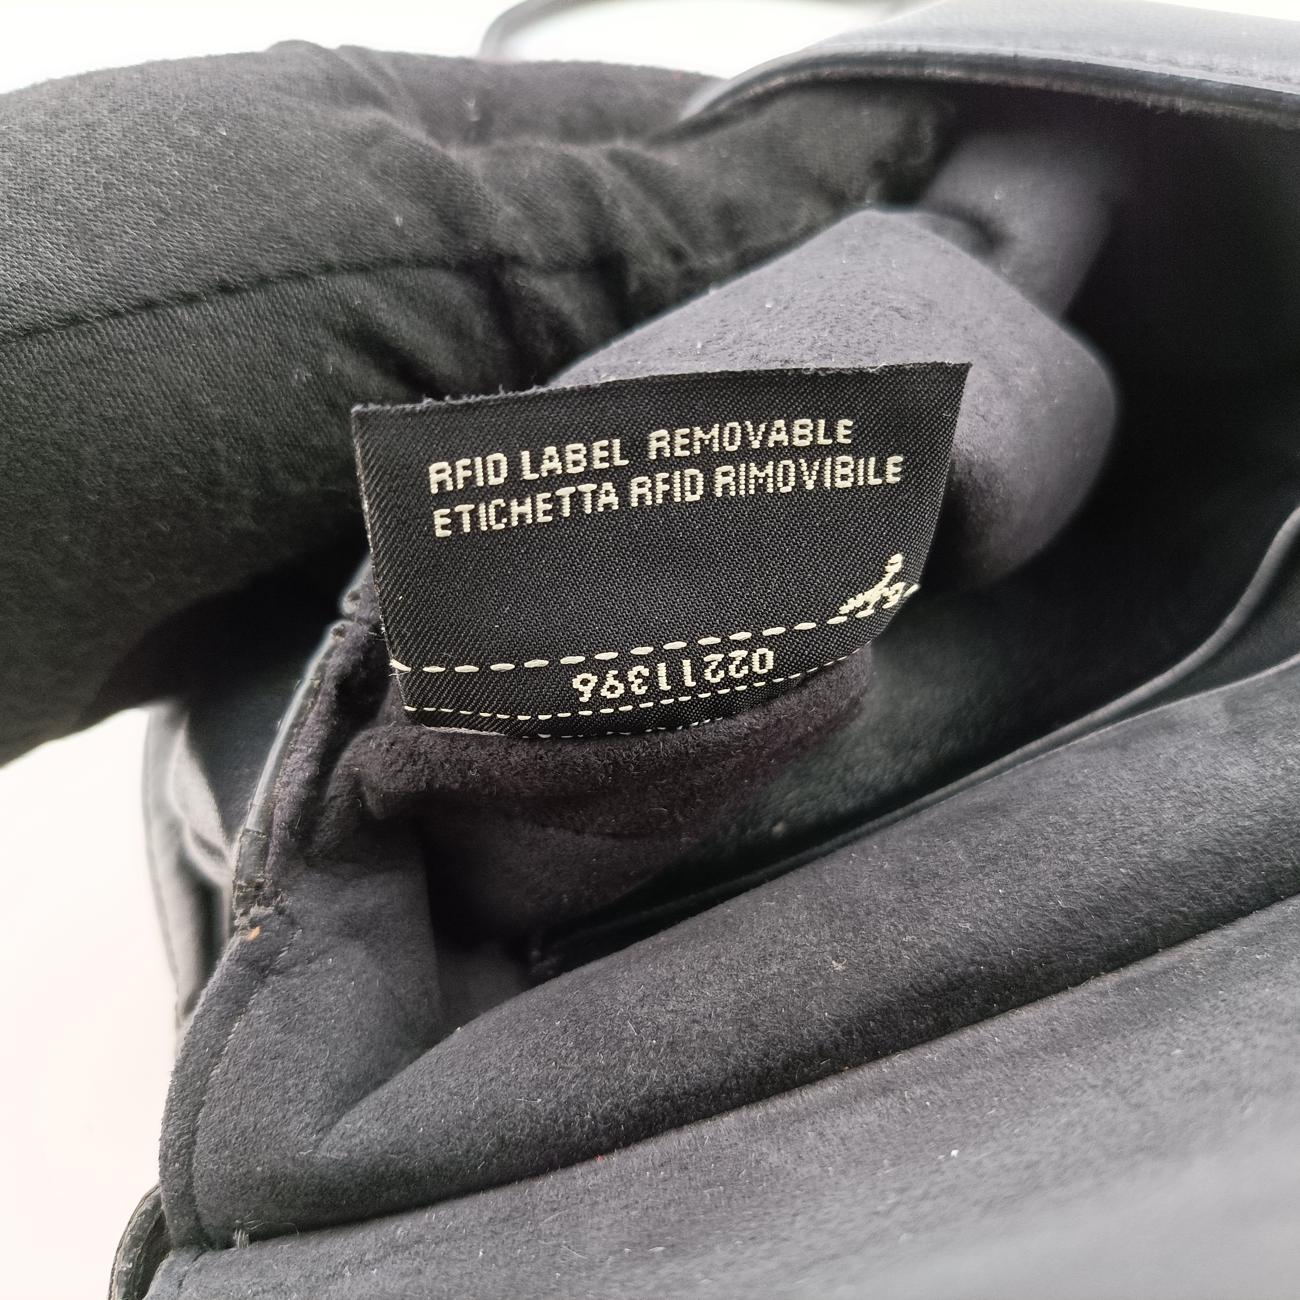 RFID LABEL REMOVABLE
ETICHETTA RFID RIMOVIBILE
02211396